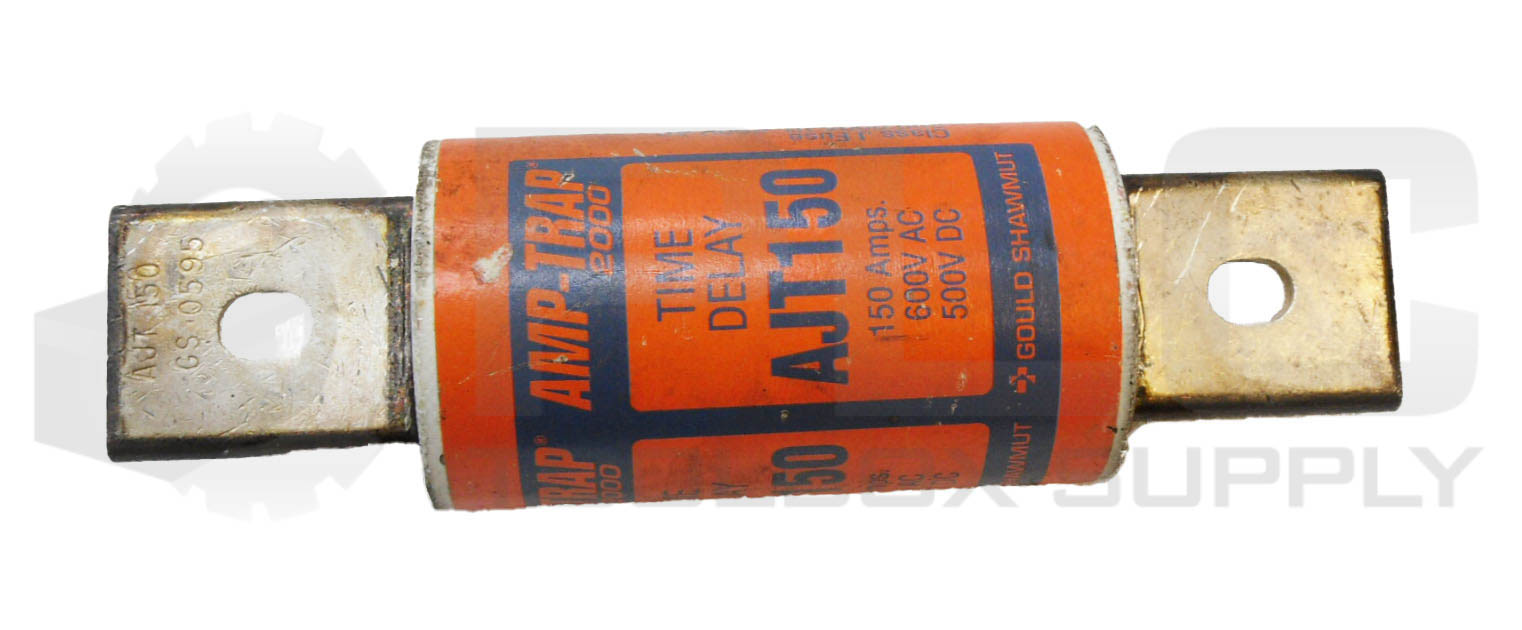 AJT 150
GS·0595
AMP-TRAP®
2000
TIME
DELAY
AJT150
150 Amps.
600V AC
500V DC
GOULD SHAWMUT
Class J Fuse
TRAP®
2000
150
SHAWMUT
SUPPLY